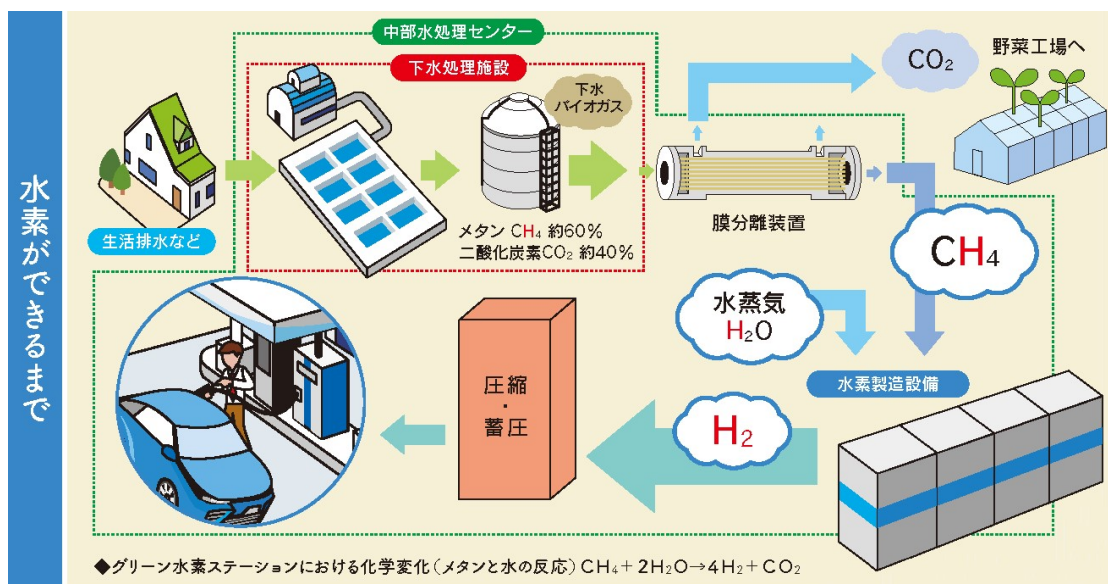 水素ができるまで
中部水処理センター
下水処理施設
下水
バイオガス
CO₂
野菜工場へ
生活排水など
メタン CH₄ 約60%
二酸化炭素CO₂ 約40%
膜分離装置
CH₄
水蒸気
H₂O
水素製造設備
H₂
圧縮
・
蓄圧
◆グリーン水素ステーションにおける化学変化(メタンと水の反応) CH₄+2H₂O→4H₂+CO₂